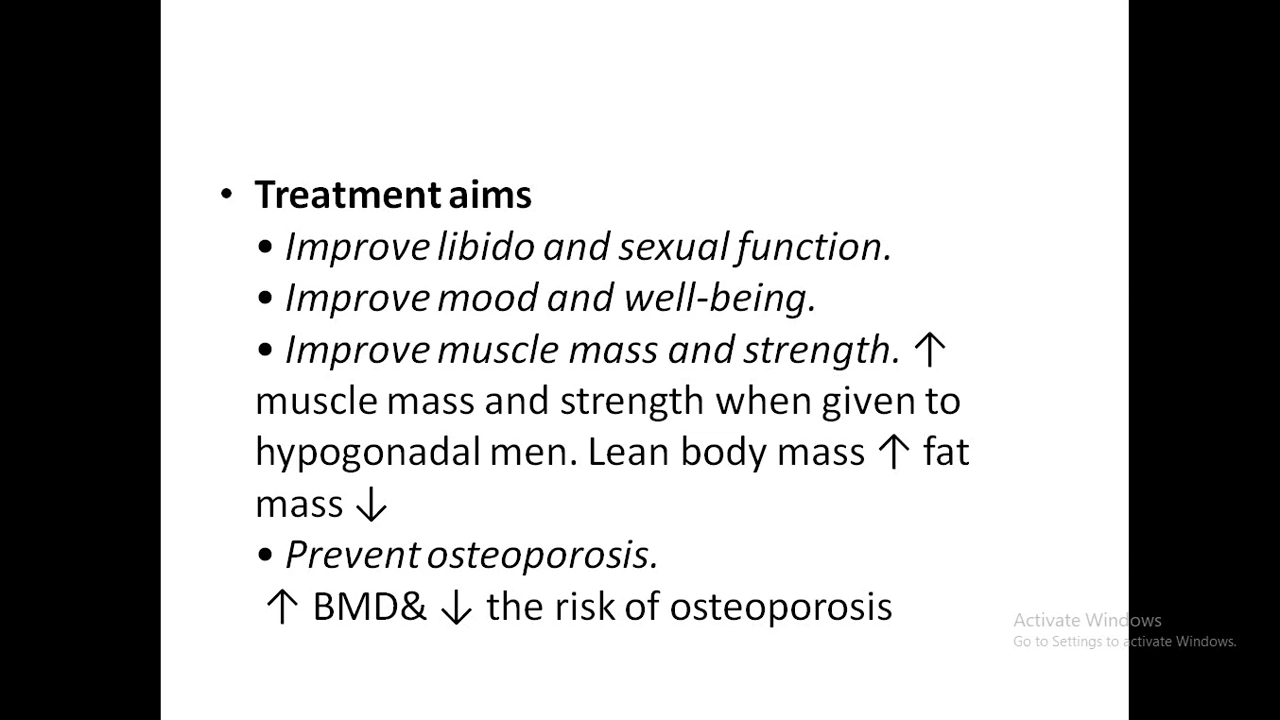 • Treatment aims
• Improve libido and sexual function.
• Improve mood and well-being.
• Improve muscle mass and strength. ↑
muscle mass and strength when given to
hypogonadal men. Lean body mass ↑ fat
mass ↓
• Prevent osteoporosis.
↑ BMD& ↓ the risk of osteoporosis
Activate Windows
Go to Settings to activate Windows.